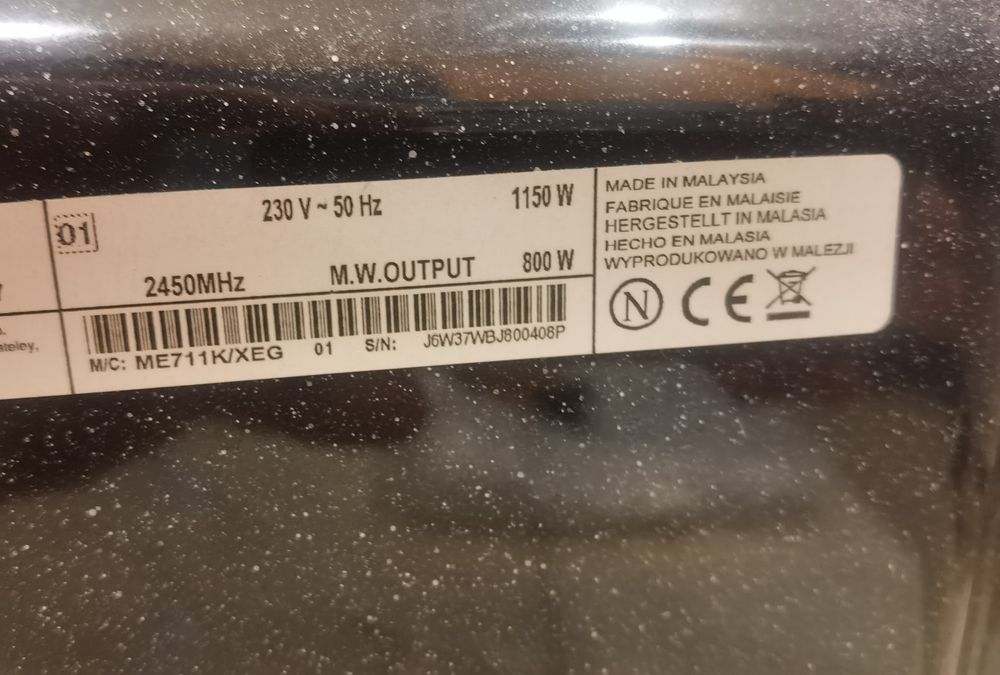 01
230 V ~ 50 Hz
1150 W
2450MHz
M.W.OUTPUT
800 W
M/C: ME711K/XEG
01
S/N: J6W37WBJ800408P
MADE IN MALAYSIA
FABRIQUE EN MALAISIE
HERGESTELLT IN MALASIA
HECHO EN MALASIA
WYPRODUKOWANO W MALEZJI
N CE